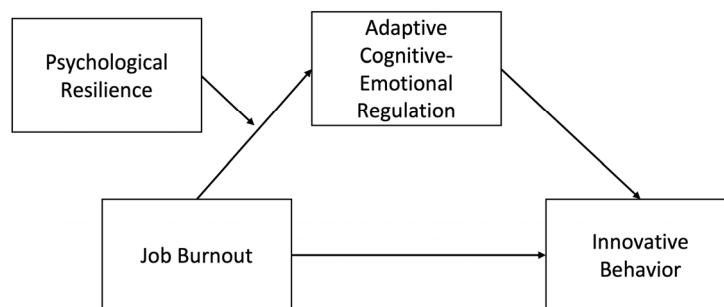 Psychological
Resilience
Adaptive
Cognitive-
Emotional
Regulation
Job Burnout
Innovative
Behavior